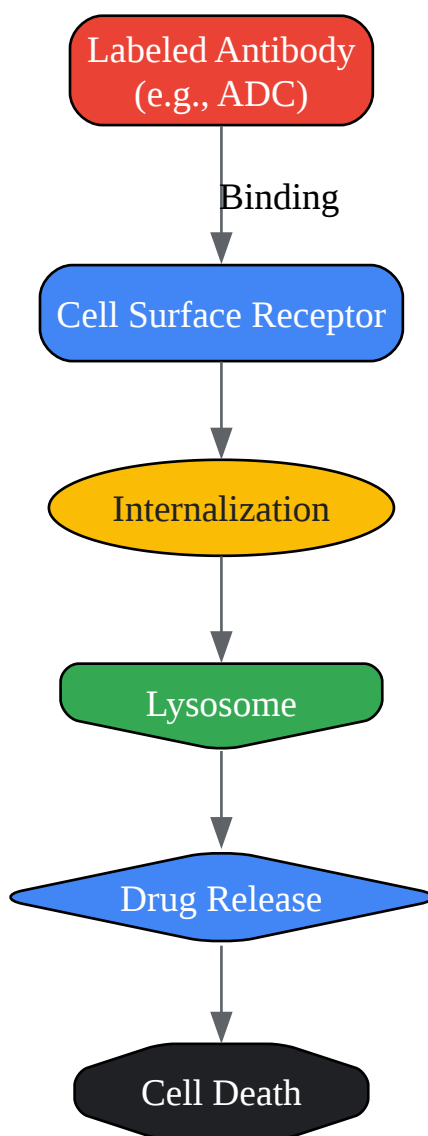 Labeled Antibody
(e.g., ADC)
Binding
Cell Surface Receptor
Internalization
Lysosome
Drug Release
Cell Death